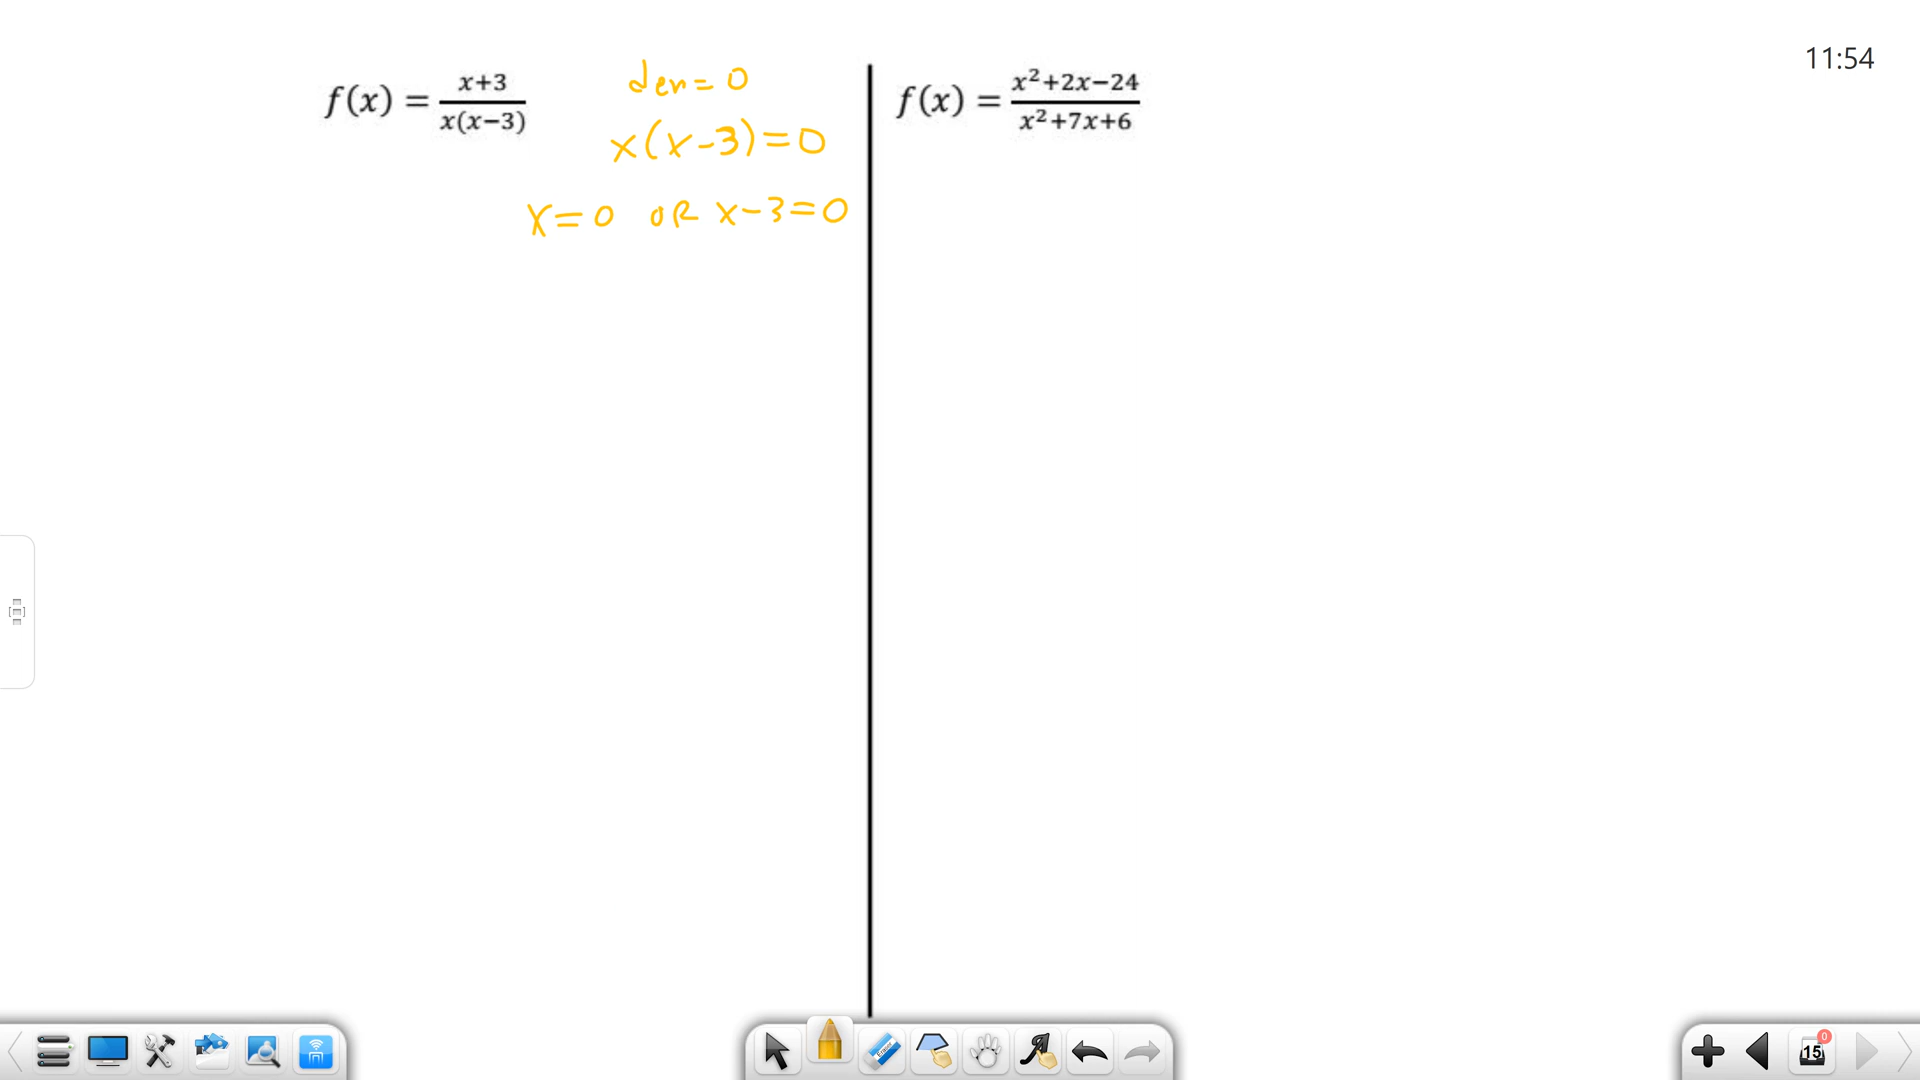 11:54
f(x) = x+3 / x(x−3)
den = 0
x(x-3)=0
x=0 OR x-3=0
f(x) = x²+2x−24 / x²+7x+6
Eraser
15
0